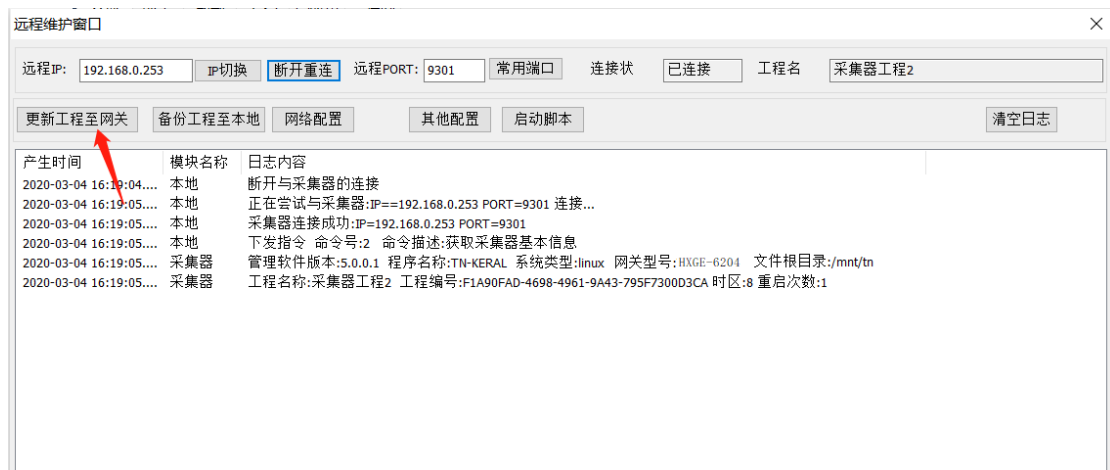 远程维护窗口
远程IP: 192.168.0.253 IP切换 断开重连 远程PORT: 9301 常用端口 连接状 已连接 工程名 采集器工程2
更新工程至网关 备份工程至本地 网络配置 其他配置 启动脚本 清空日志
产生时间 模块名称 日志内容
2020-03-04 16:19:04.... 本地 断开与采集器的连接
2020-03-04 16:19:05.... 本地 正在尝试与采集器:IP==192.168.0.253 PORT=9301 连接...
2020-03-04 16:19:05.... 本地 采集器连接成功:IP=192.168.0.253 PORT=9301
2020-03-04 16:19:05.... 本地 下发指令 命令号:2 命令描述:获取采集器基本信息
2020-03-04 16:19:05.... 采集器 管理软件版本:5.0.0.1 程序名称:TN-KERAL 系统类型:linux 网关型号:HXGE-6204 文件根目录:/mnt/tn
2020-03-04 16:19:05.... 采集器 工程名称:采集器工程2 工程编号:F1A90FAD-4698-4961-9A43-795F7300D3CA 时区:8 重启次数:1